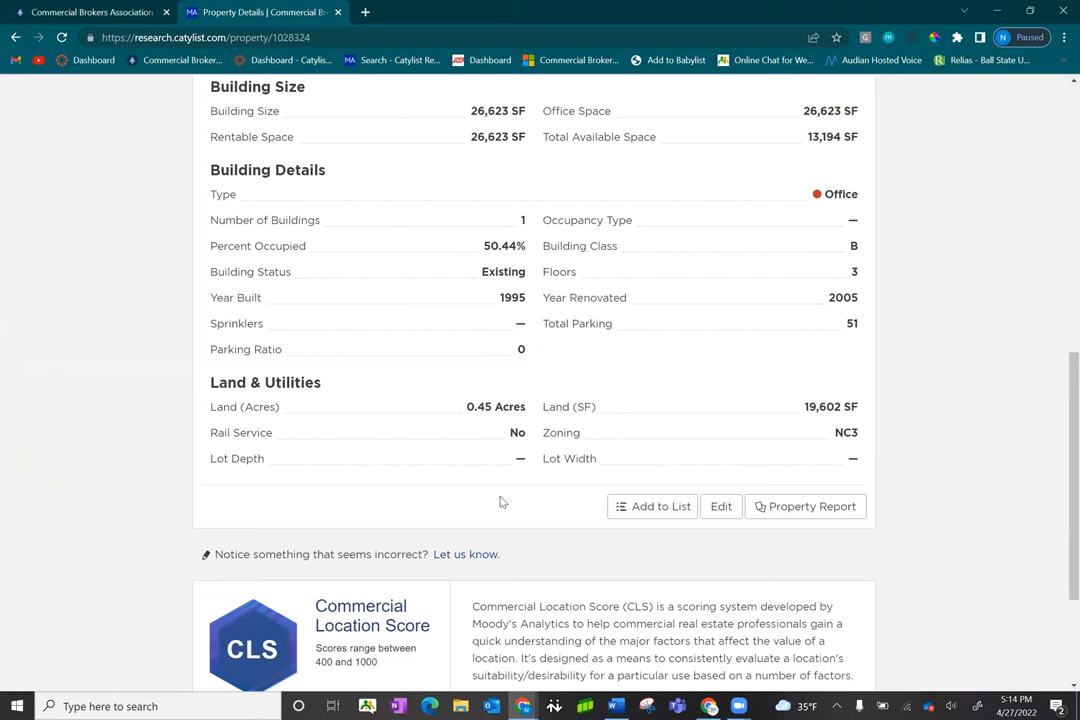 Commercial Brokers Association
Property Details | Commercial Br
https://research.catylist.com/property/1028324
Paused
Dashboard
Commercial Broker...
Dashboard - Catylis...
Search - Catylist Re...
Dashboard
Commercial Broker...
Add to Babylist
Online Chat for We...
Audian Hosted Voice
Relias - Ball State U...
Building Size
Building Size 26,623 SF Office Space 26,623 SF
Rentable Space 26,623 SF Total Available Space 13,194 SF
Building Details
Type Office
Number of Buildings 1 Occupancy Type —
Percent Occupied 50.44% Building Class B
Building Status Existing Floors 3
Year Built 1995 Year Renovated 2005
Sprinklers — Total Parking 51
Parking Ratio 0
Land & Utilities
Land (Acres) 0.45 Acres Land (SF) 19,602 SF
Rail Service No Zoning NC3
Lot Depth — Lot Width —
Add to List Edit Property Report
Notice something that seems incorrect? Let us know.
CLS
Commercial
Location Score
Scores range between
400 and 1000
Commercial Location Score (CLS) is a scoring system developed by
Moody's Analytics to help commercial real estate professionals gain a
quick understanding of the major factors that affect the value of a
location. It's designed as a means to consistently evaluate a location's
suitability/desirability for a particular use based on a number of factors.
Type here to search
35°F
5:14 PM
4/27/2022